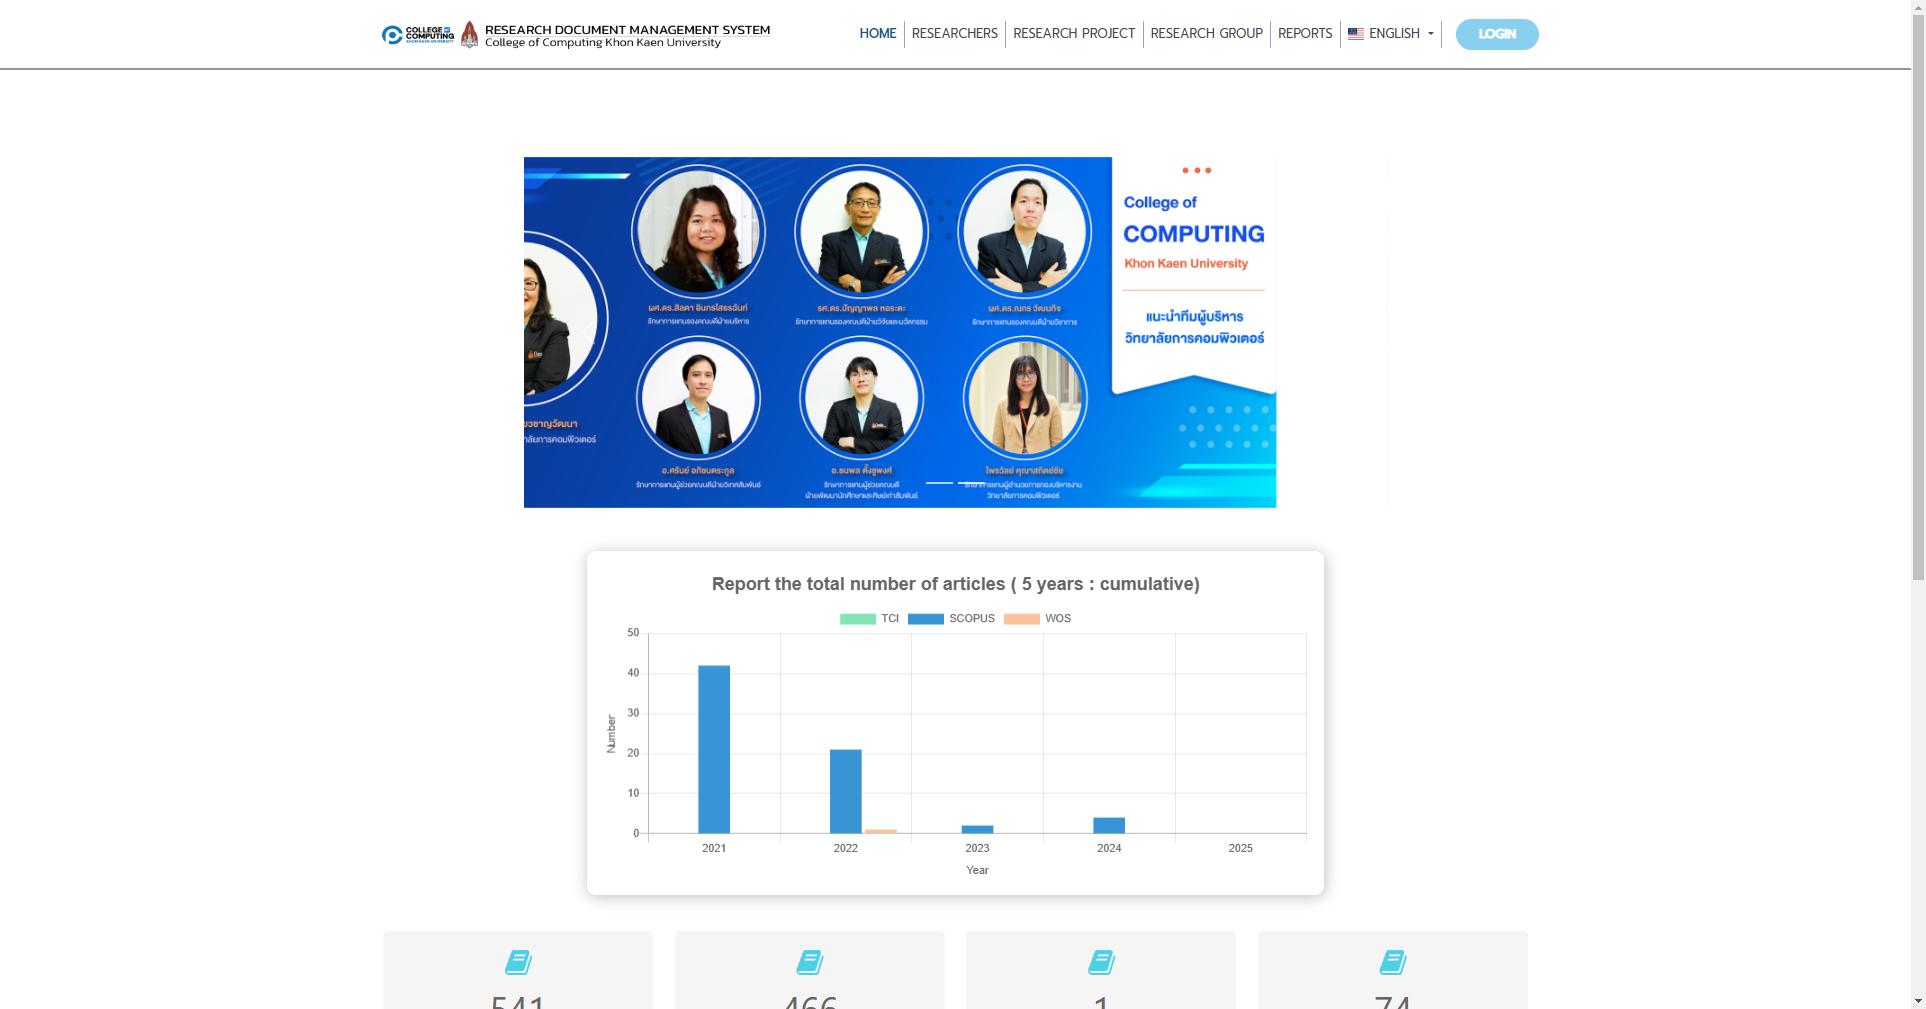 COLLEGE OF
COMPUTING
KHON KAEN UNIVERSITY
RESEARCH DOCUMENT MANAGEMENT SYSTEM
College of Computing Khon Kaen University
HOME
RESEARCHERS
RESEARCH PROJECT
RESEARCH GROUP
REPORTS
ENGLISH
LOGIN
College of
COMPUTING
Khon Kaen University
แนะนำทีมผู้บริหาร
วิทยาลัยการคอมพิวเตอร์
ผศ.ดร.สิลดา อินทรโสธรฉันท์
รักษาการแทนรองคณบดีฝ่ายบริหาร
รศ.ดร.ปัญญาพล หอระตะ
รักษาการแทนรองคณบดีฝ่ายวิจัยและนวัตกรรม
ผศ.ดร.ณกร วัฒนกิจ
รักษาการแทนรองคณบดีฝ่ายวิชาการ
วชาญวัฒนา
าลัยการคอมพิวเตอร์
อ.ศรัณย์ อภิชนตระกูล
รักษาการแทนผู้ช่วยคณบดีฝ่ายวิเทศสัมพันธ์
อ.ธนพล ตั้งชูพงศ์
รักษาการแทนผู้ช่วยคณบดี
ฝ่ายพัฒนานักศึกษาและศิษย์เก่าสัมพันธ์
ไพรวัลย์ คุณาสถิตย์ชัย
รักษาการแทนผู้อำนวยการกองบริหารงาน
วิทยาลัยการคอมพิวเตอร์
Report the total number of articles ( 5 years : cumulative)
TCI SCOPUS WOS
50
40
30
20
10
0
Number
2021 2022 2023 2024 2025
Year
541 466 1 74